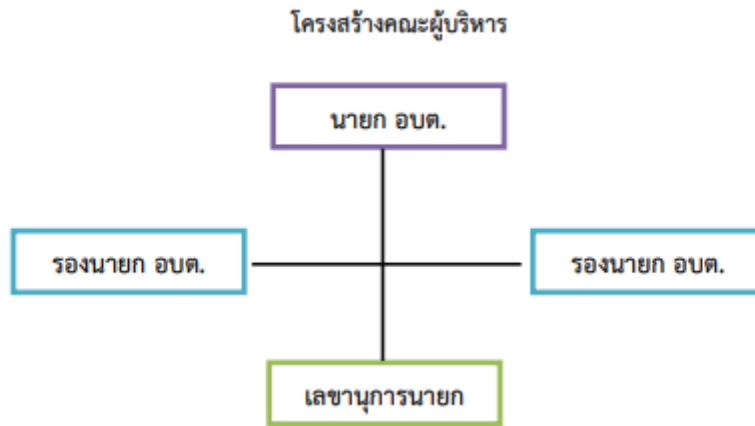 โครงสร้างคณะผู้บริหาร
นายก อบต.
รองนายก อบต.
รองนายก อบต.
เลขานุการนายก